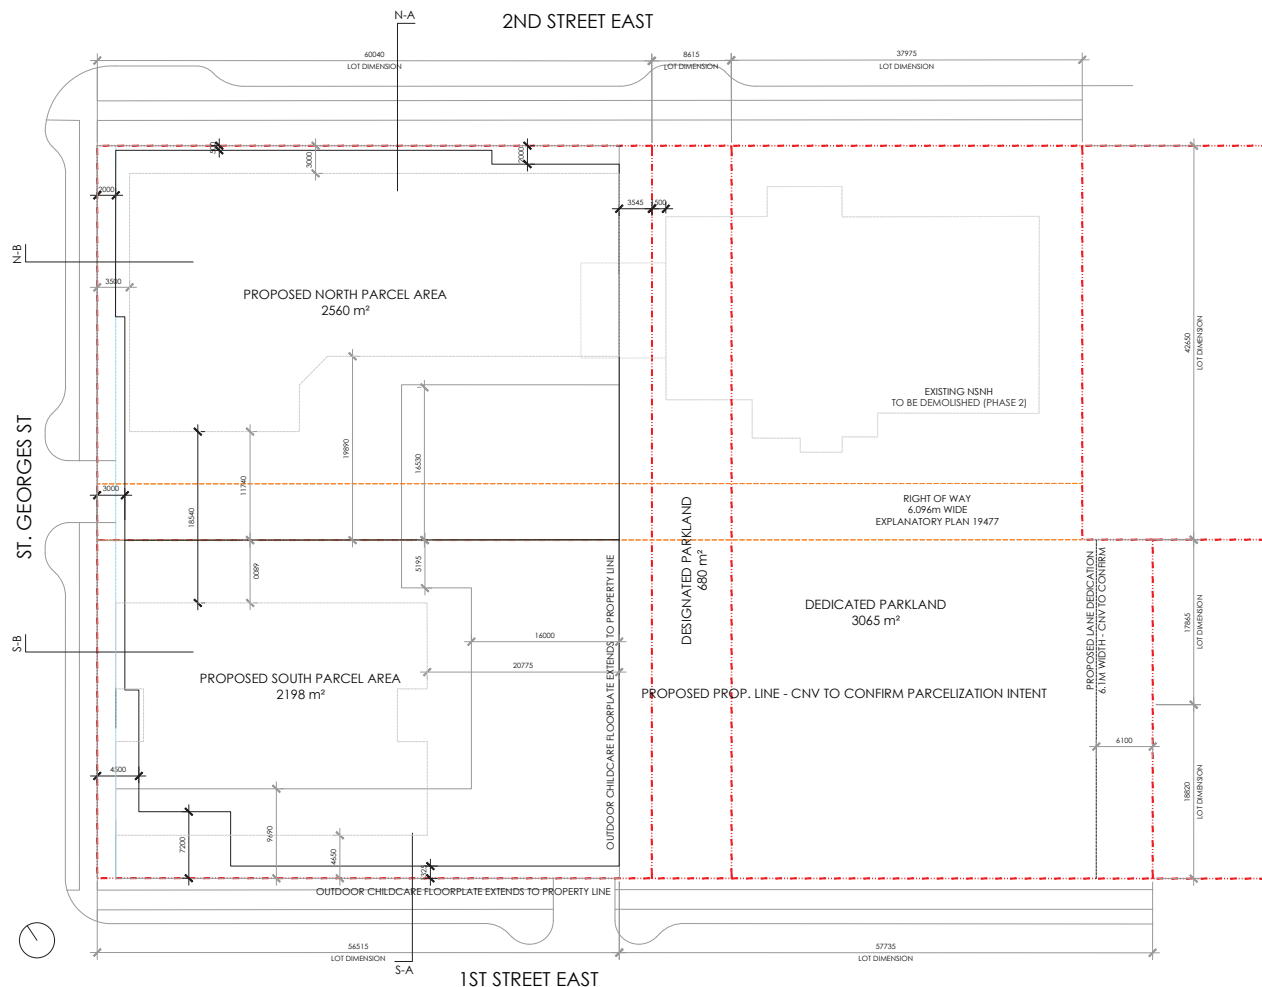 N-A
2ND STREET EAST
60040
LOT DIMENSION
8615
LOT DIMENSION
37975
LOT DIMENSION
3000
2000
2000
3545
1500
N-B
3500
PROPOSED NORTH PARCEL AREA
2560 m²
42650
LOT DIMENSION
EXISTING NSNH
TO BE DEMOLISHED (PHASE 2)
ST. GEORGES ST
19890
16530
11740
18540
3000
RIGHT OF WAY
6.096m WIDE
EXPLANATORY PLAN 19477
DESIGNATED PARKLAND
680 m²
5195
6800
OUTDOOR CHILDCARE FLOORPLATE EXTENDS TO PROPERTY LINE
DEDICATED PARKLAND
3065 m²
PROPOSED LANE DEDICATION
6.1M WIDTH - CNV TO CONFIRM
17865
LOT DIMENSION
S-B
16000
20775
PROPOSED SOUTH PARCEL AREA
2198 m²
PROPOSED PROP. LINE - CNV TO CONFIRM PARCELIZATION INTENT
6100
4500
18820
LOT DIMENSION
7200
9690
4650
1325
OUTDOOR CHILDCARE FLOORPLATE EXTENDS TO PROPERTY LINE
56515
LOT DIMENSION
57735
LOT DIMENSION
S-A
1ST STREET EAST